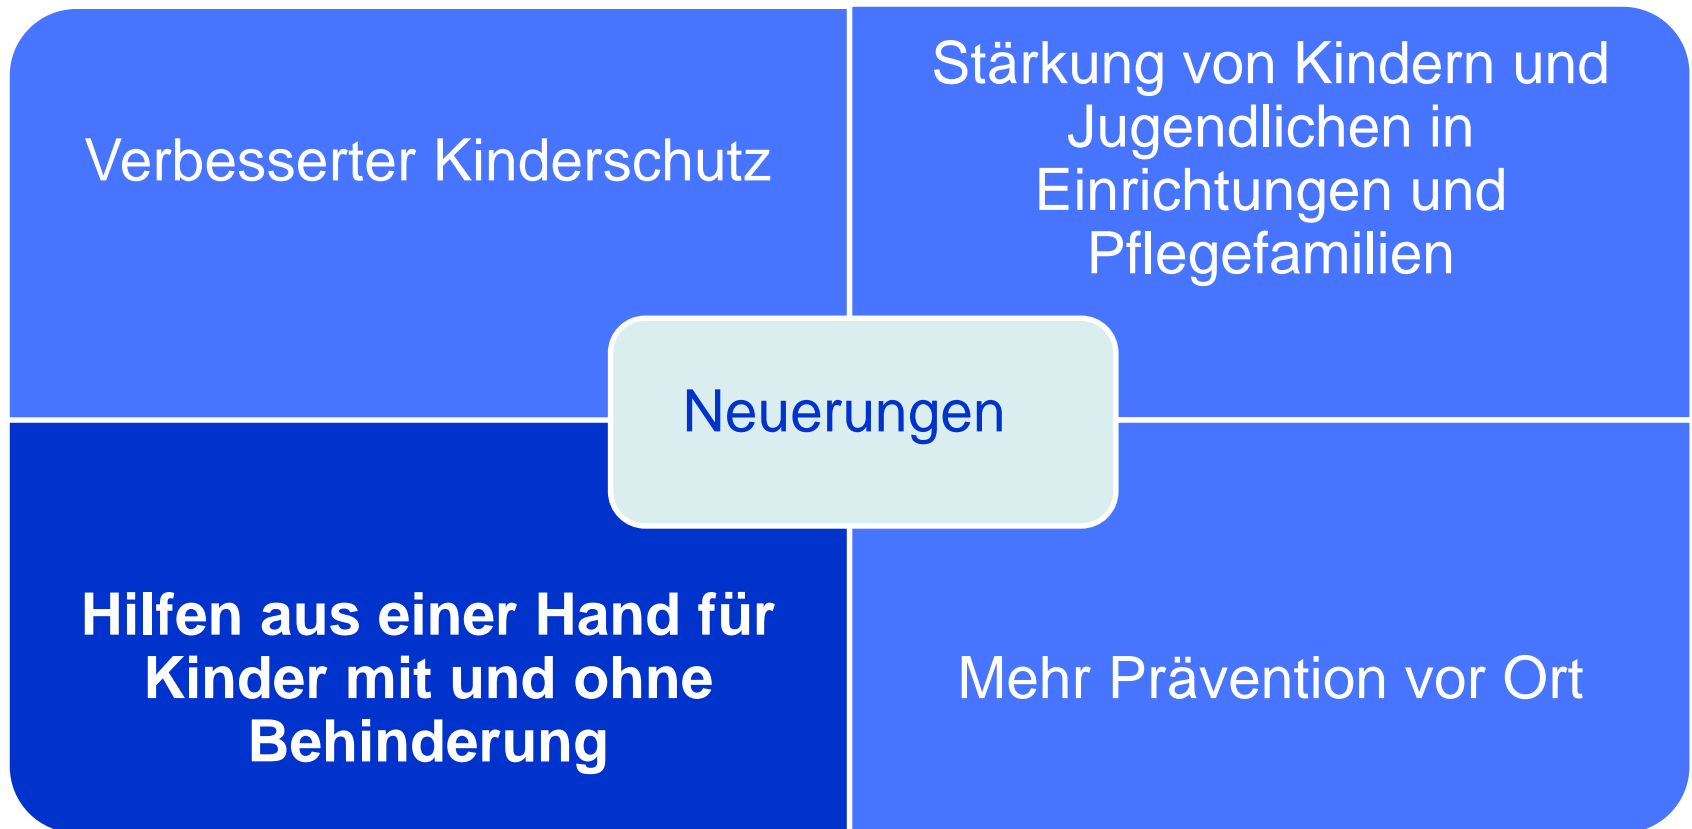 Verbesserter Kinderschutz
Stärkung von Kindern und
Jugendlichen in
Einrichtungen und
Pflegefamilien
Neuerungen
Hilfen aus einer Hand für
Kinder mit und ohne
Behinderung
Mehr Prävention vor Ort